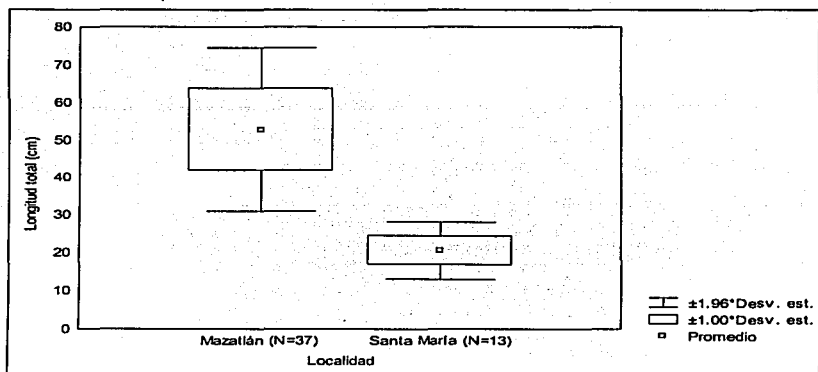 80
70
60
50
40
30
20
10
0
Longitud total (cm)
Mazatlán (N=37) Santa María (N=13)
Localidad
±1.96*Desv. est.
±1.00*Desv. est.
Promedio